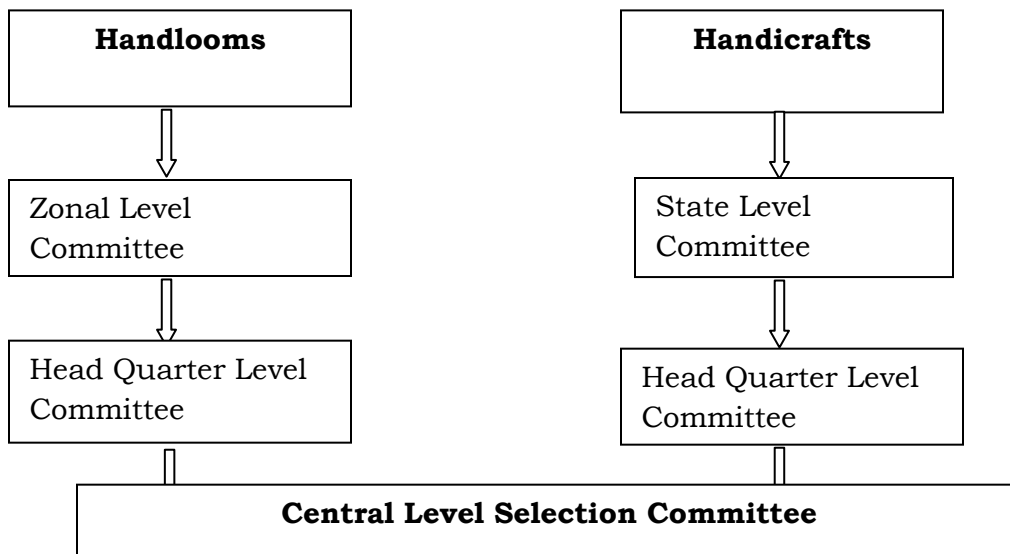 Handlooms
Handicrafts
Zonal Level
Committee
State Level
Committee
Head Quarter Level
Committee
Head Quarter Level
Committee
Central Level Selection Committee